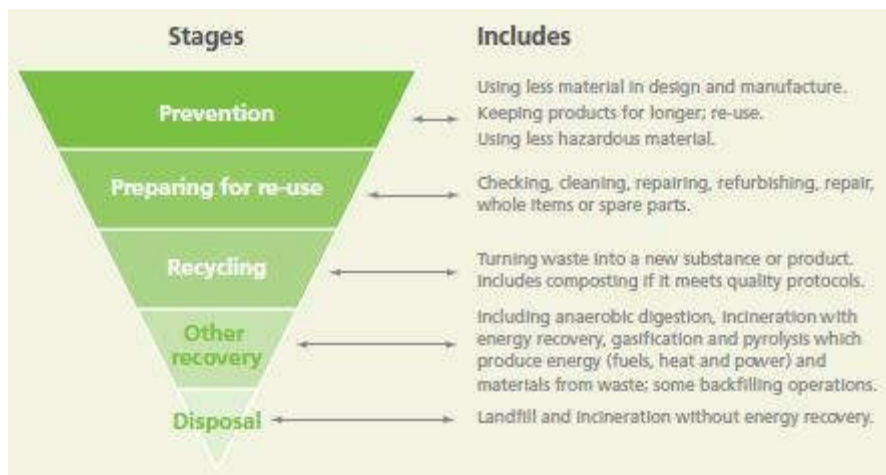 Stages
Includes
Prevention
Using less material in design and manufacture.
Keeping products for longer; re-use.
Using less hazardous material.
Preparing for re-use
Checking, cleaning, repairing, refurbishing, repair,
whole items or spare parts.
Recycling
Turning waste into a new substance or product.
Includes composting if it meets quality protocols.
Other
recovery
Including anaerobic digestion, incineration with
energy recovery, gasification and pyrolysis which
produce energy (fuels, heat and power) and
materials from waste; some backfilling operations.
Disposal
Landfill and incineration without energy recovery.